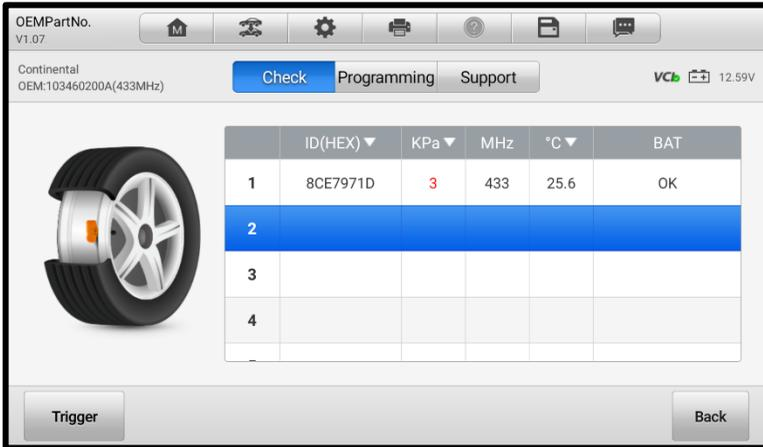 OEMPartNo.
V1.07
M
Continental
OEM:103460200A(433MHz)
Check Programming Support
VCI 12.59V
ID(HEX) ▼ KPa ▼ MHz °C ▼ BAT
1 8CE7971D 3 433 25.6 OK
2
3
4
Trigger
Back